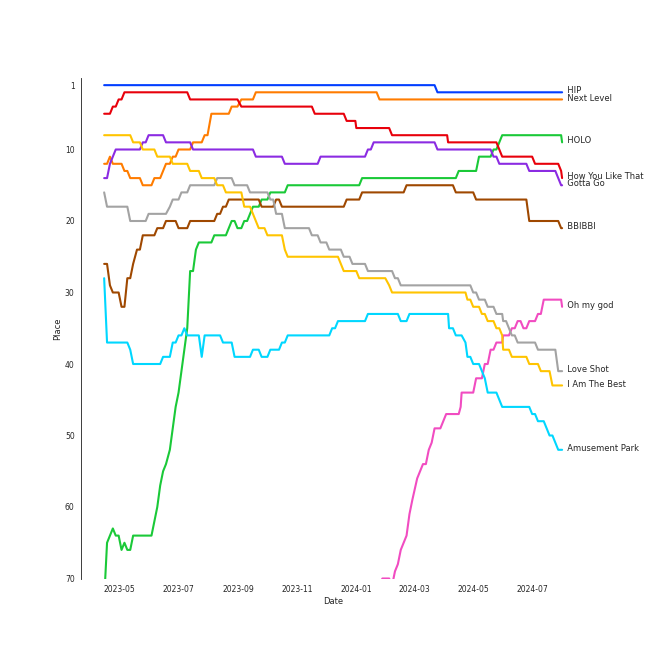 1
HIP
Next Level
HOLO
10
How You Like That
Gotta Go
20
BBIBBI
30
Oh my god
Place
40
Love Shot
I Am The Best
50
Amusement Park
60
70
2023-05 2023-07 2023-09 2023-11 2024-01 2024-03 2024-05 2024-07
Date